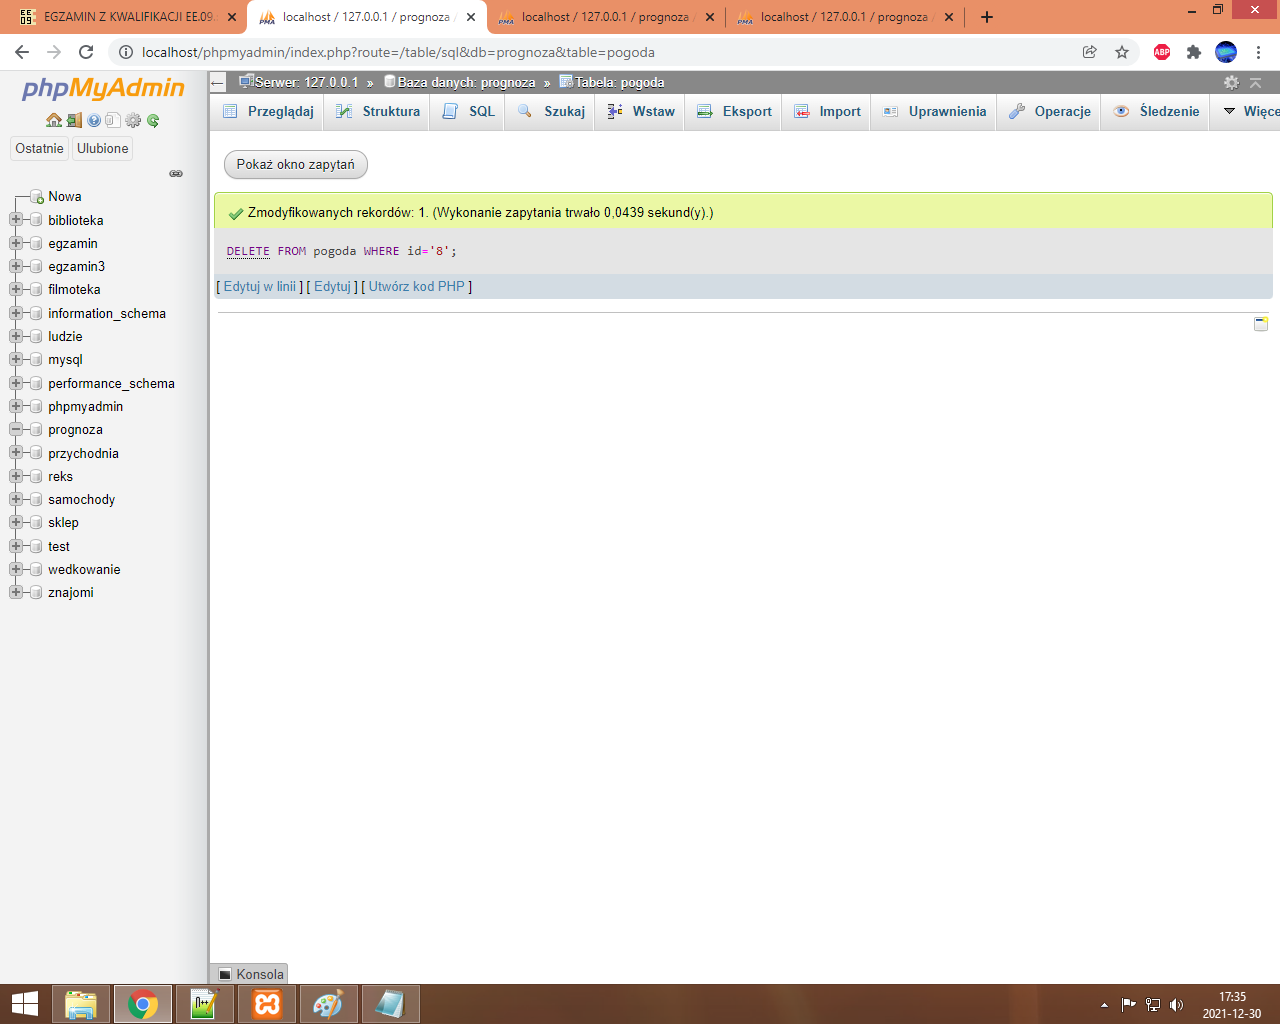 EGZAMIN Z KWALIFIKACJI EE.09
localhost / 127.0.0.1 / prognoza /
localhost / 127.0.0.1 / prognoza /
localhost / 127.0.0.1 / prognoza /
localhost/phpmyadmin/index.php?route=/table/sql&db=prognoza&table=pogoda
phpMyAdmin
Ostatnie
Ulubione
Nowa
biblioteka
egzamin
egzamin3
filmoteka
information_schema
ludzie
mysql
performance_schema
phpmyadmin
prognoza
przychodnia
reks
samochody
sklep
test
wedkowanie
znajomi
Serwer: 127.0.0.1 » Baza danych: prognoza » Tabela: pogoda
Przeglądaj Struktura SQL Szukaj Wstaw Eksport Import Uprawnienia Operacje Śledzenie Więce
Pokaż okno zapytań
Zmodyfikowanych rekordów: 1. (Wykonanie zapytania trwało 0,0439 sekund(y).)
DELETE FROM pogoda WHERE id='8';
[ Edytuj w linii ] [ Edytuj ] [ Utwórz kod PHP ]
Konsola
17:35
2021-12-30